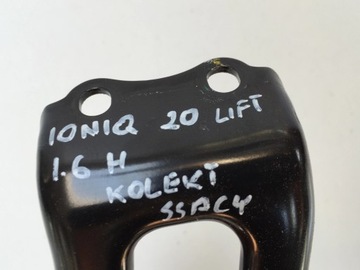 IONIQ 20 LIFT
1.6 H
KOLEKT
SSACY